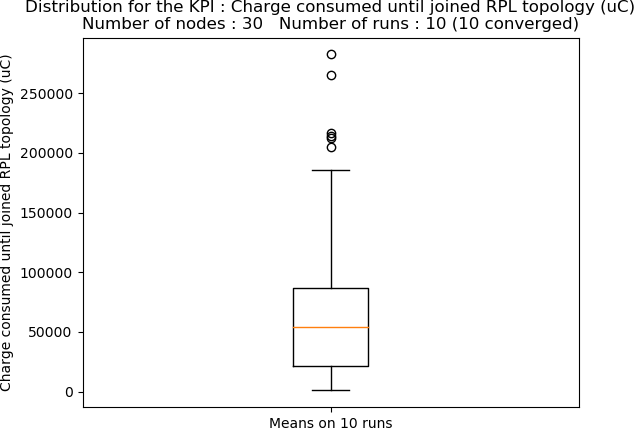 Distribution for the KPI : Charge consumed until joined RPL topology (uC)
Number of nodes : 30   Number of runs : 10 (10 converged)
Charge consumed until joined RPL topology (uC)
250000
200000
150000
100000
50000
0
Means on 10 runs